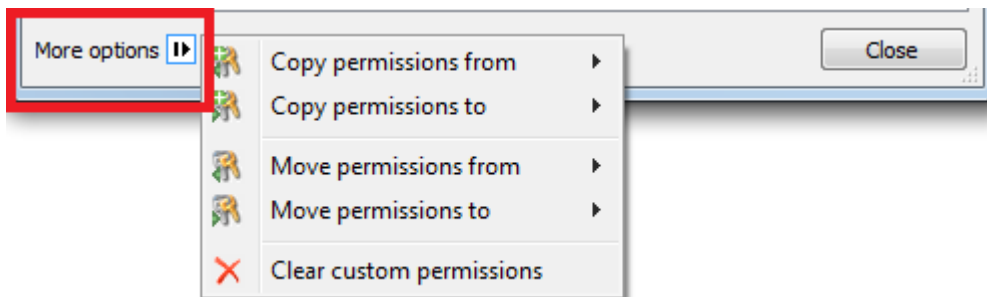 More options
Copy permissions from
Close
Copy permissions to
Move permissions from
Move permissions to
Clear custom permissions